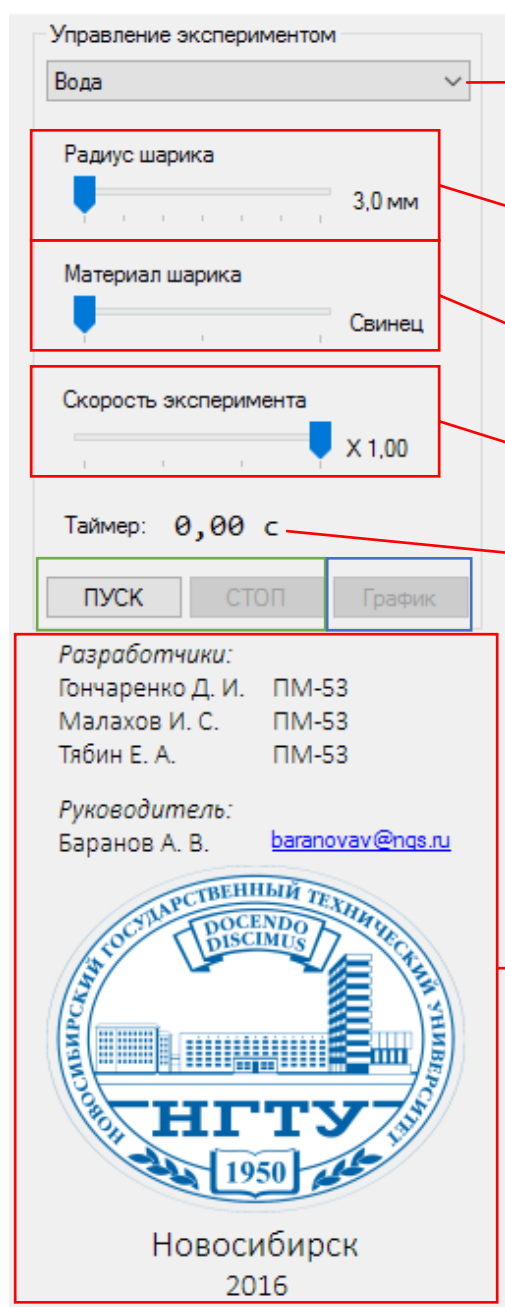 Управление экспериментом
Вода
Радиус шарика
3,0 мм
Материал шарика
Свинец
Скорость эксперимента
X 1,00
Таймер: 0,00 с
ПУСК СТОП График
Разработчики:
Гончаренко Д. И. ПМ-53
Малахов И. С. ПМ-53
Тябин Е. А. ПМ-53
Руководитель:
Баранов А. В. baranovav@ngs.ru
НОВОСИБИРСКИЙ ГОСУДАРСТВЕННЫЙ ТЕХНИЧЕСКИЙ УНИВЕРСИТЕТ
DOCENDO
DISCIMUS
НГТУ
1950
Новосибирск
2016